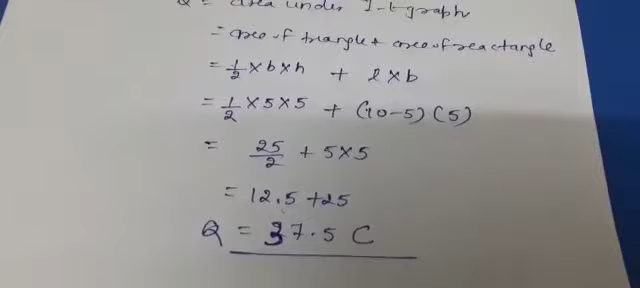 Q = area under I-t graph
= area of triangle + area of reactangle
= 1/2 × b × h + l × b
= 1/2 × 5 × 5 + (10-5) (5)
= 25/2 + 5×5
= 12.5 +25
Q = 37.5 C